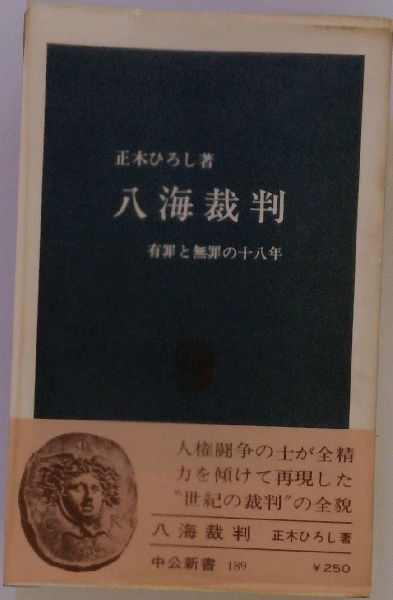 正木ひろし著
八海裁判
有罪と無罪の十八年
人権闘争の士が全精
力を傾けて再現した
〝世紀の裁判〟の全貌
八海裁判 正木ひろし著
中公新書 189 ¥250